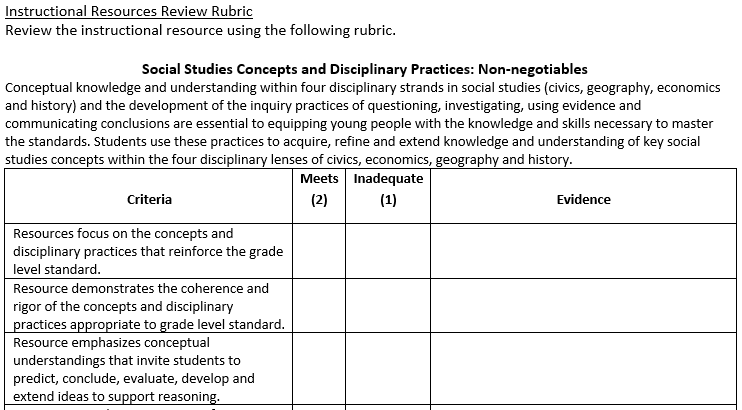 Instructional Resources Review Rubric
Review the instructional resource using the following rubric.
Social Studies Concepts and Disciplinary Practices: Non-negotiables
Conceptual knowledge and understanding within four disciplinary strands in social studies (civics, geography, economics
and history) and the development of the inquiry practices of questioning, investigating, using evidence and
communicating conclusions are essential to equipping young people with the knowledge and skills necessary to master
the standards. Students use these practices to acquire, refine and extend knowledge and understanding of key social
studies concepts within the four disciplinary lenses of civics, economics, geography and history.
Criteria
Meets
(2)
Inadequate
(1)
Evidence
Resources focus on the concepts and
disciplinary practices that reinforce the grade
level standard.
Resource demonstrates the coherence and
rigor of the concepts and disciplinary
practices appropriate to grade level standard.
Resource emphasizes conceptual
understandings that invite students to
predict, conclude, evaluate, develop and
extend ideas to support reasoning.